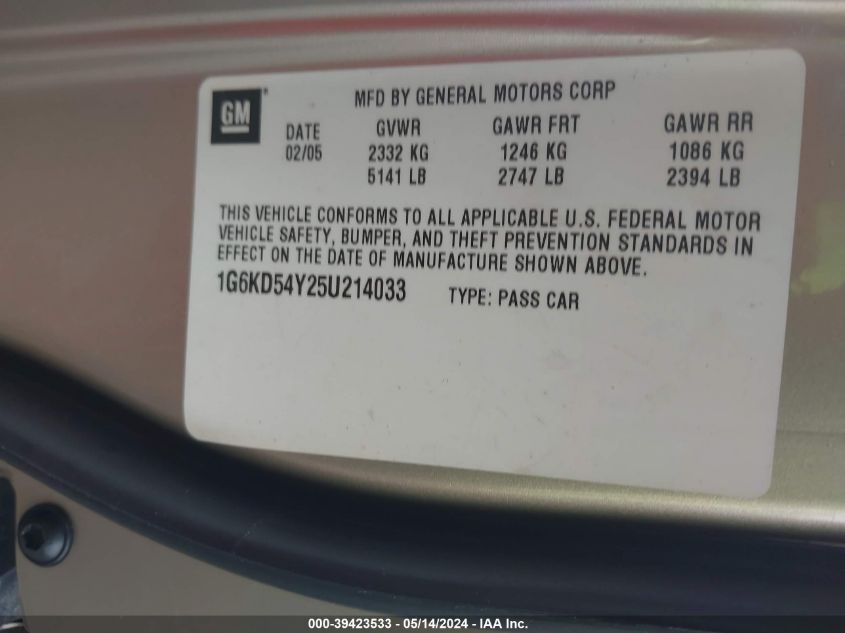 GM®
MFD BY GENERAL MOTORS CORP
DATE GVWR GAWR FRT GAWR RR
02/05 2332 KG 1246 KG 1086 KG
5141 LB 2747 LB 2394 LB
THIS VEHICLE CONFORMS TO ALL APPLICABLE U.S. FEDERAL MOTOR
VEHICLE SAFETY, BUMPER, AND THEFT PREVENTION STANDARDS IN
EFFECT ON THE DATE OF MANUFACTURE SHOWN ABOVE.
1G6KD54Y25U214033 TYPE: PASS CAR
000-39423533 - 05/14/2024 - IAA Inc.